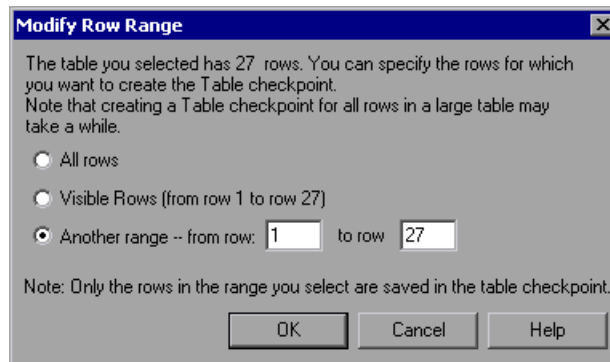 Modify Row Range
The table you selected has 27 rows. You can specify the rows for which
you want to create the Table checkpoint.
Note that creating a Table checkpoint for all rows in a large table may
take a while.
All rows
Visible Rows (from row 1 to row 27)
Another range -- from row: 1 to row 27
Note: Only the rows in the range you select are saved in the table checkpoint.
OK Cancel Help